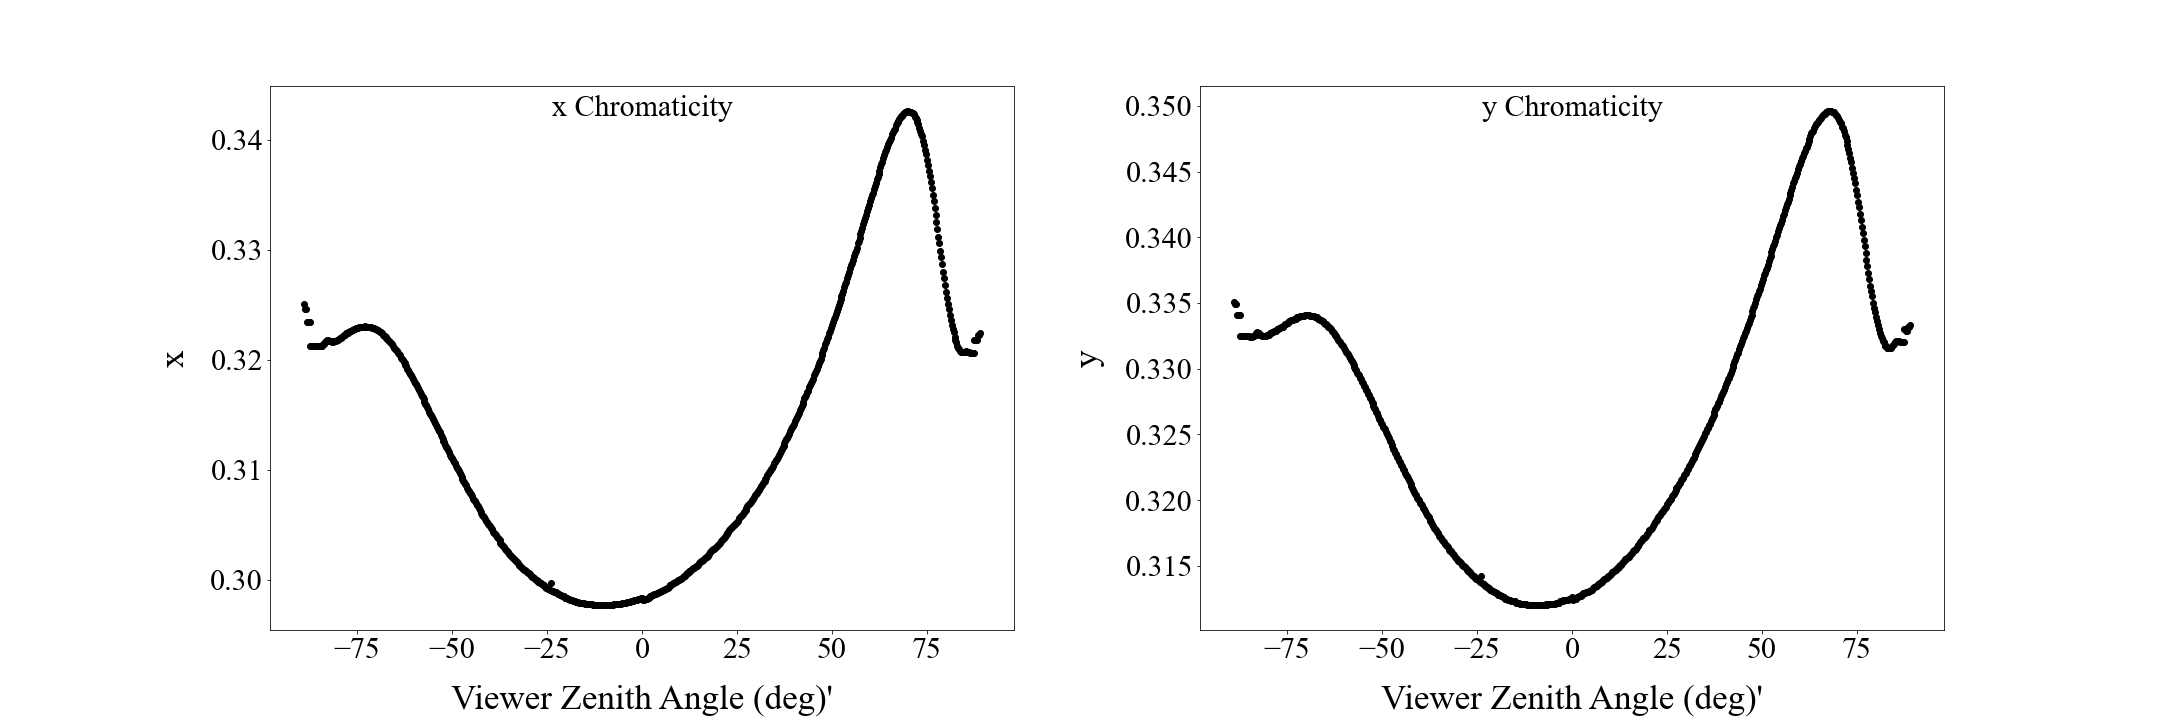 x Chromaticity
0.34
0.33
0.32
0.31
0.30
x
−75 −50 −25 0 25 50 75
Viewer Zenith Angle (deg)'
y Chromaticity
0.350
0.345
0.340
0.335
0.330
0.325
0.320
0.315
y
−75 −50 −25 0 25 50 75
Viewer Zenith Angle (deg)'